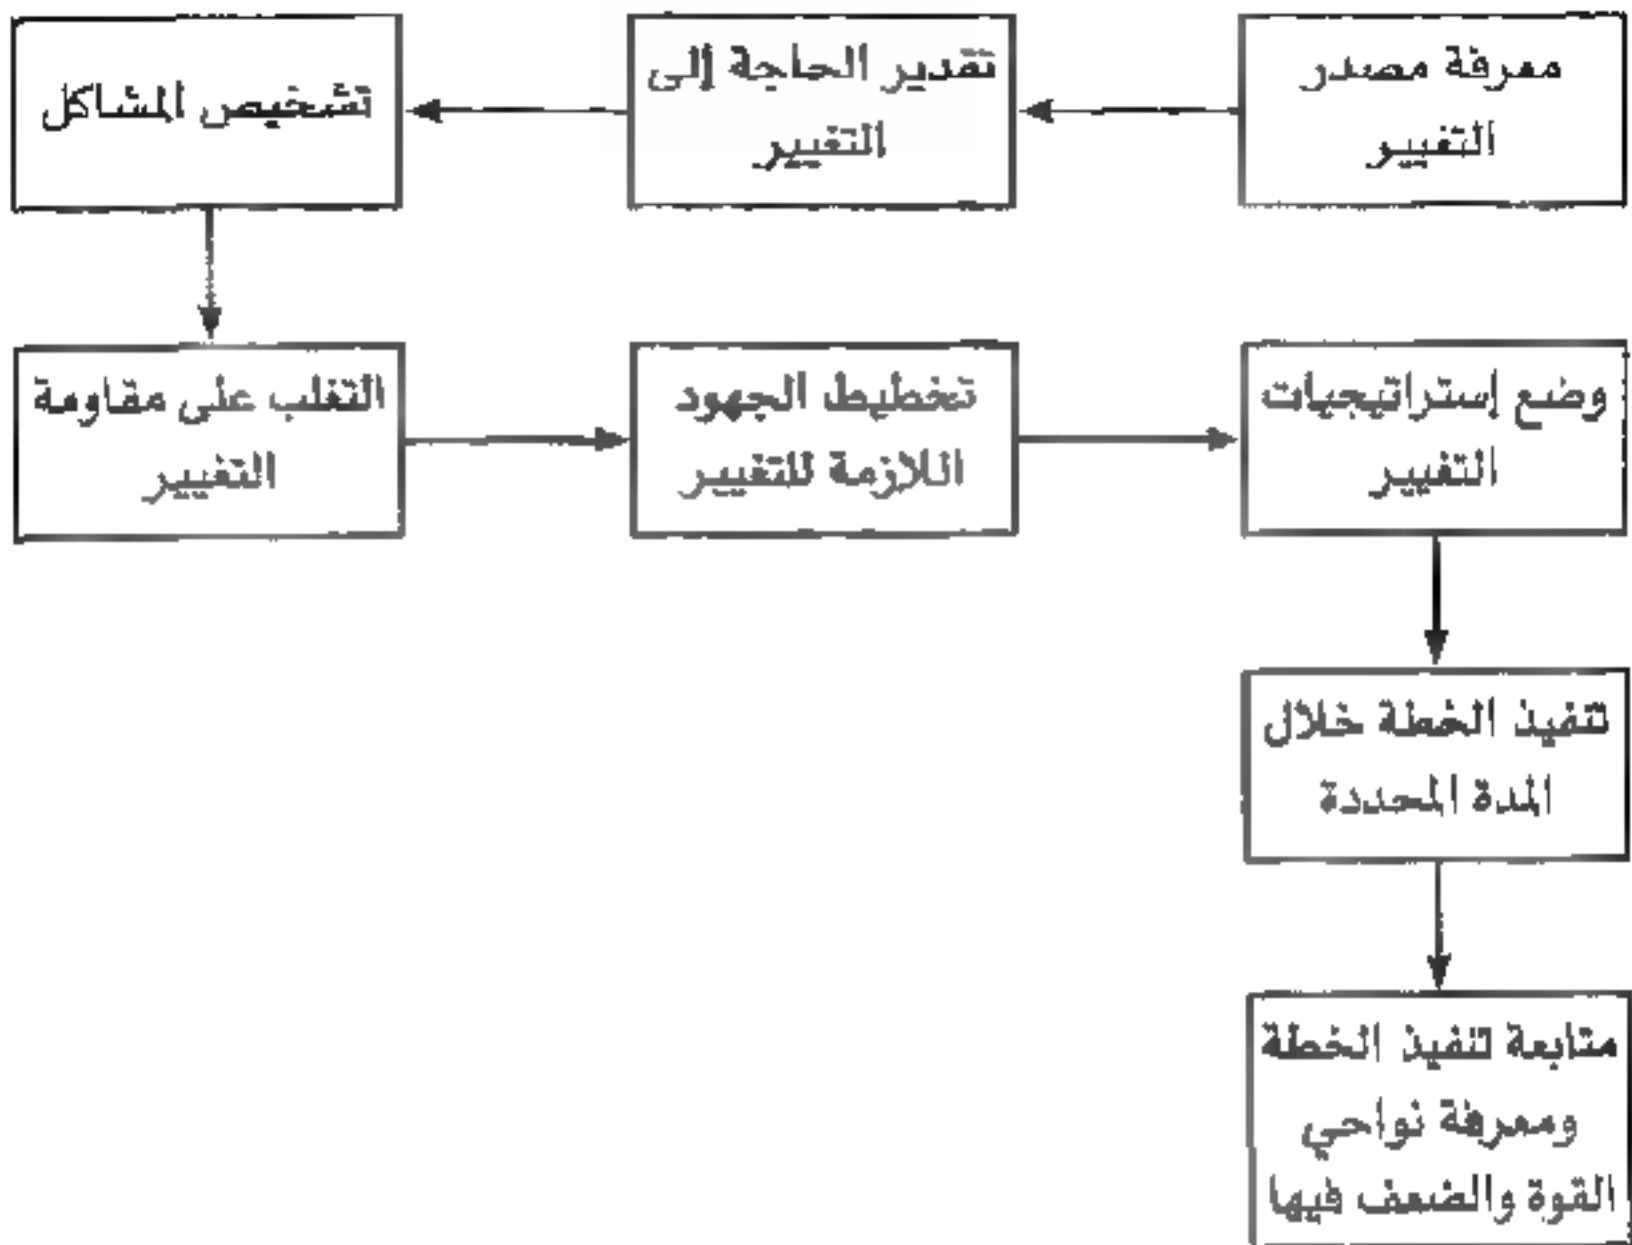 معرفة مصدر
التغيير
تقدير الحاجة إلى
التغيير
تشخيص المشاكل
التغلب على مقاومة
التغيير
تخطيط الجهود
اللازمة للتغيير
وضع إستراتيجيات
التغيير
تنفيذ الخطة خلال
المدة المحددة
متابعة تنفيذ الخطة
ومعرفة نواحي
القوة والضعف فيها